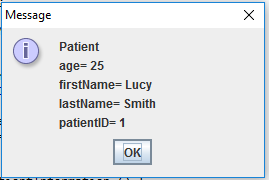 Message
Patient
age= 25
firstName= Lucy
lastName= Smith
patientID= 1
OK